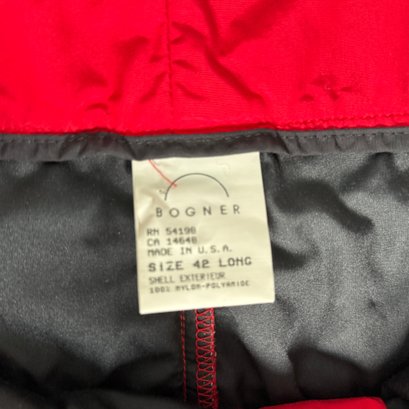 BOGNER
RN 54198
CA 14648
MADE IN U.S.A.
SIZE 42 LONG
SHELL EXTERIEUR
100% NYLON-POLYAMIDE